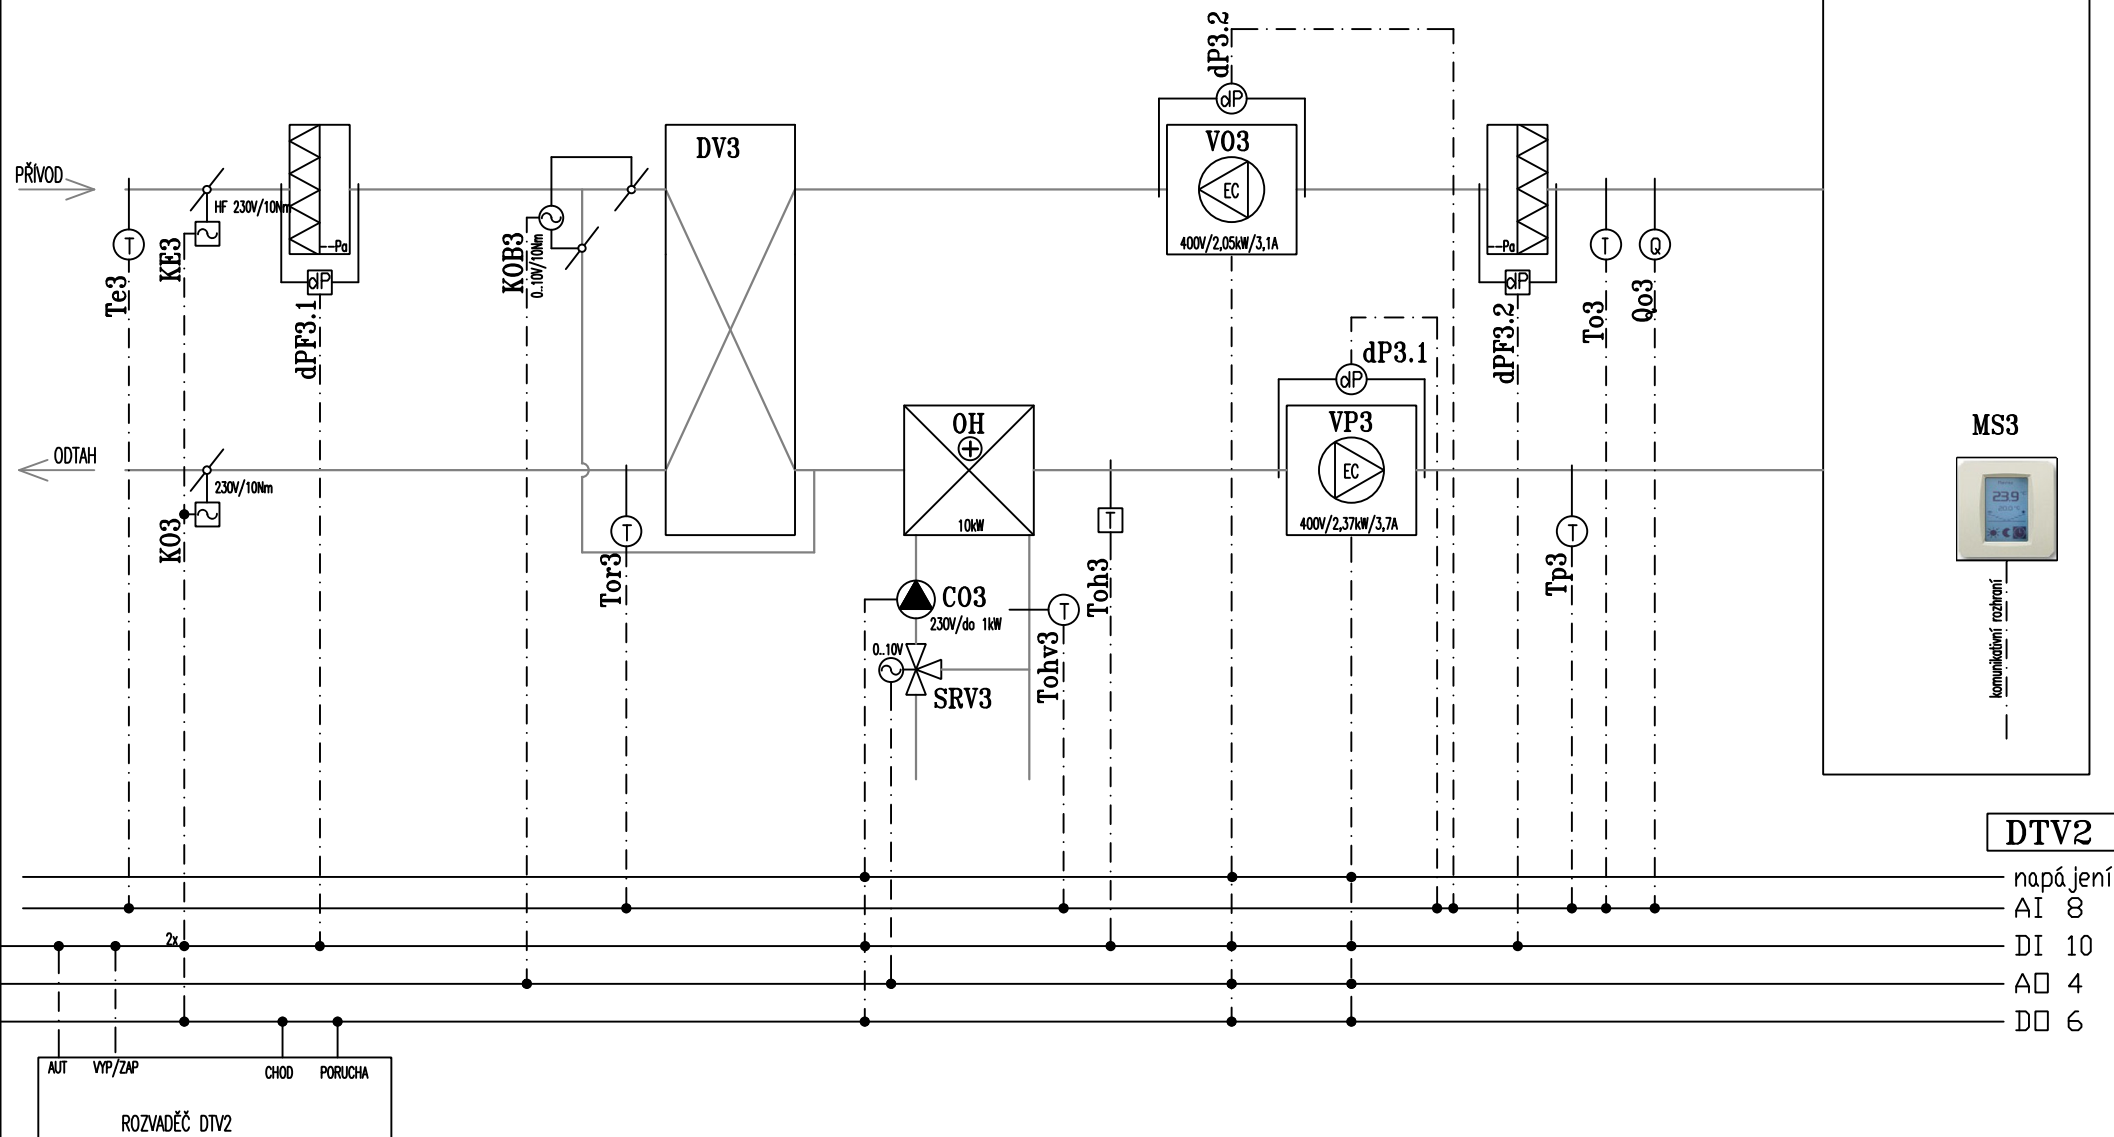 dP3.2
dP
PŘÍVOD
HF 230V/10Nm
T
Te3
KE3
--Pa
dP
dPF3.1
KOB3
0..10V/10Nm
DV3
VO3
EC
400V/2,05kW/3,1A
--Pa
dP
dPF3.2
T
To3
Q
Qo3
dP3.1
dP
VP3
EC
400V/2,37kW/3,7A
ODTAH
230V/10Nm
KO3
T
Tor3
OH
10kW
CO3
230V/do 1kW
0..10V
SRV3
T
Tohv3
T
Toh3
T
Tp3
MS3
23.9
komunikativní rozhraní
DTV2
napájení
AI 8
2x
DI 10
AO 4
DO 6
AUT
VYP/ZAP
CHOD
PORUCHA
ROZVADĚČ DTV2